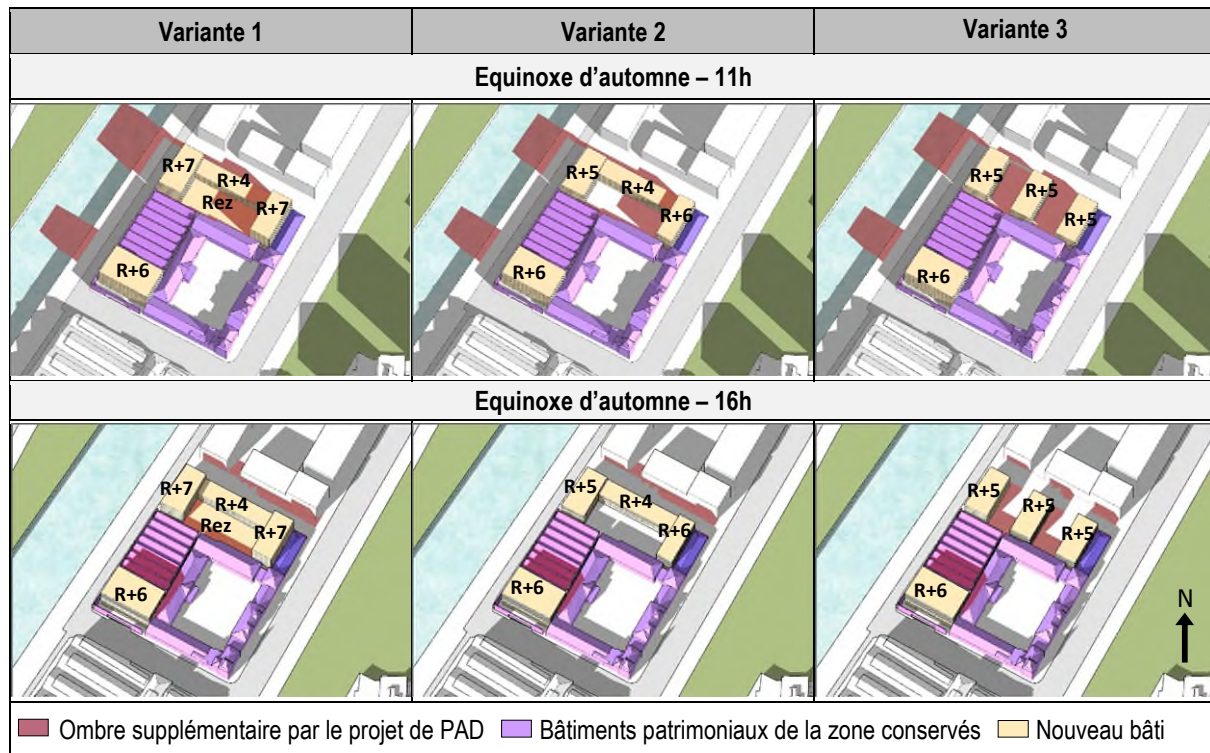 Variante 1 Variante 2 Variante 3
Equinoxe d'automne – 11h
R+7 R+4 Rez R+7 R+6
R+5 R+4 R+6 R+6
R+5 R+5 R+5 R+6
Equinoxe d'automne – 16h
R+7 R+4 Rez R+7 R+6
R+5 R+4 R+6 R+6
R+5 R+5 R+5 R+6
N
Ombre supplémentaire par le projet de PAD Bâtiments patrimoniaux de la zone conservés Nouveau bâti